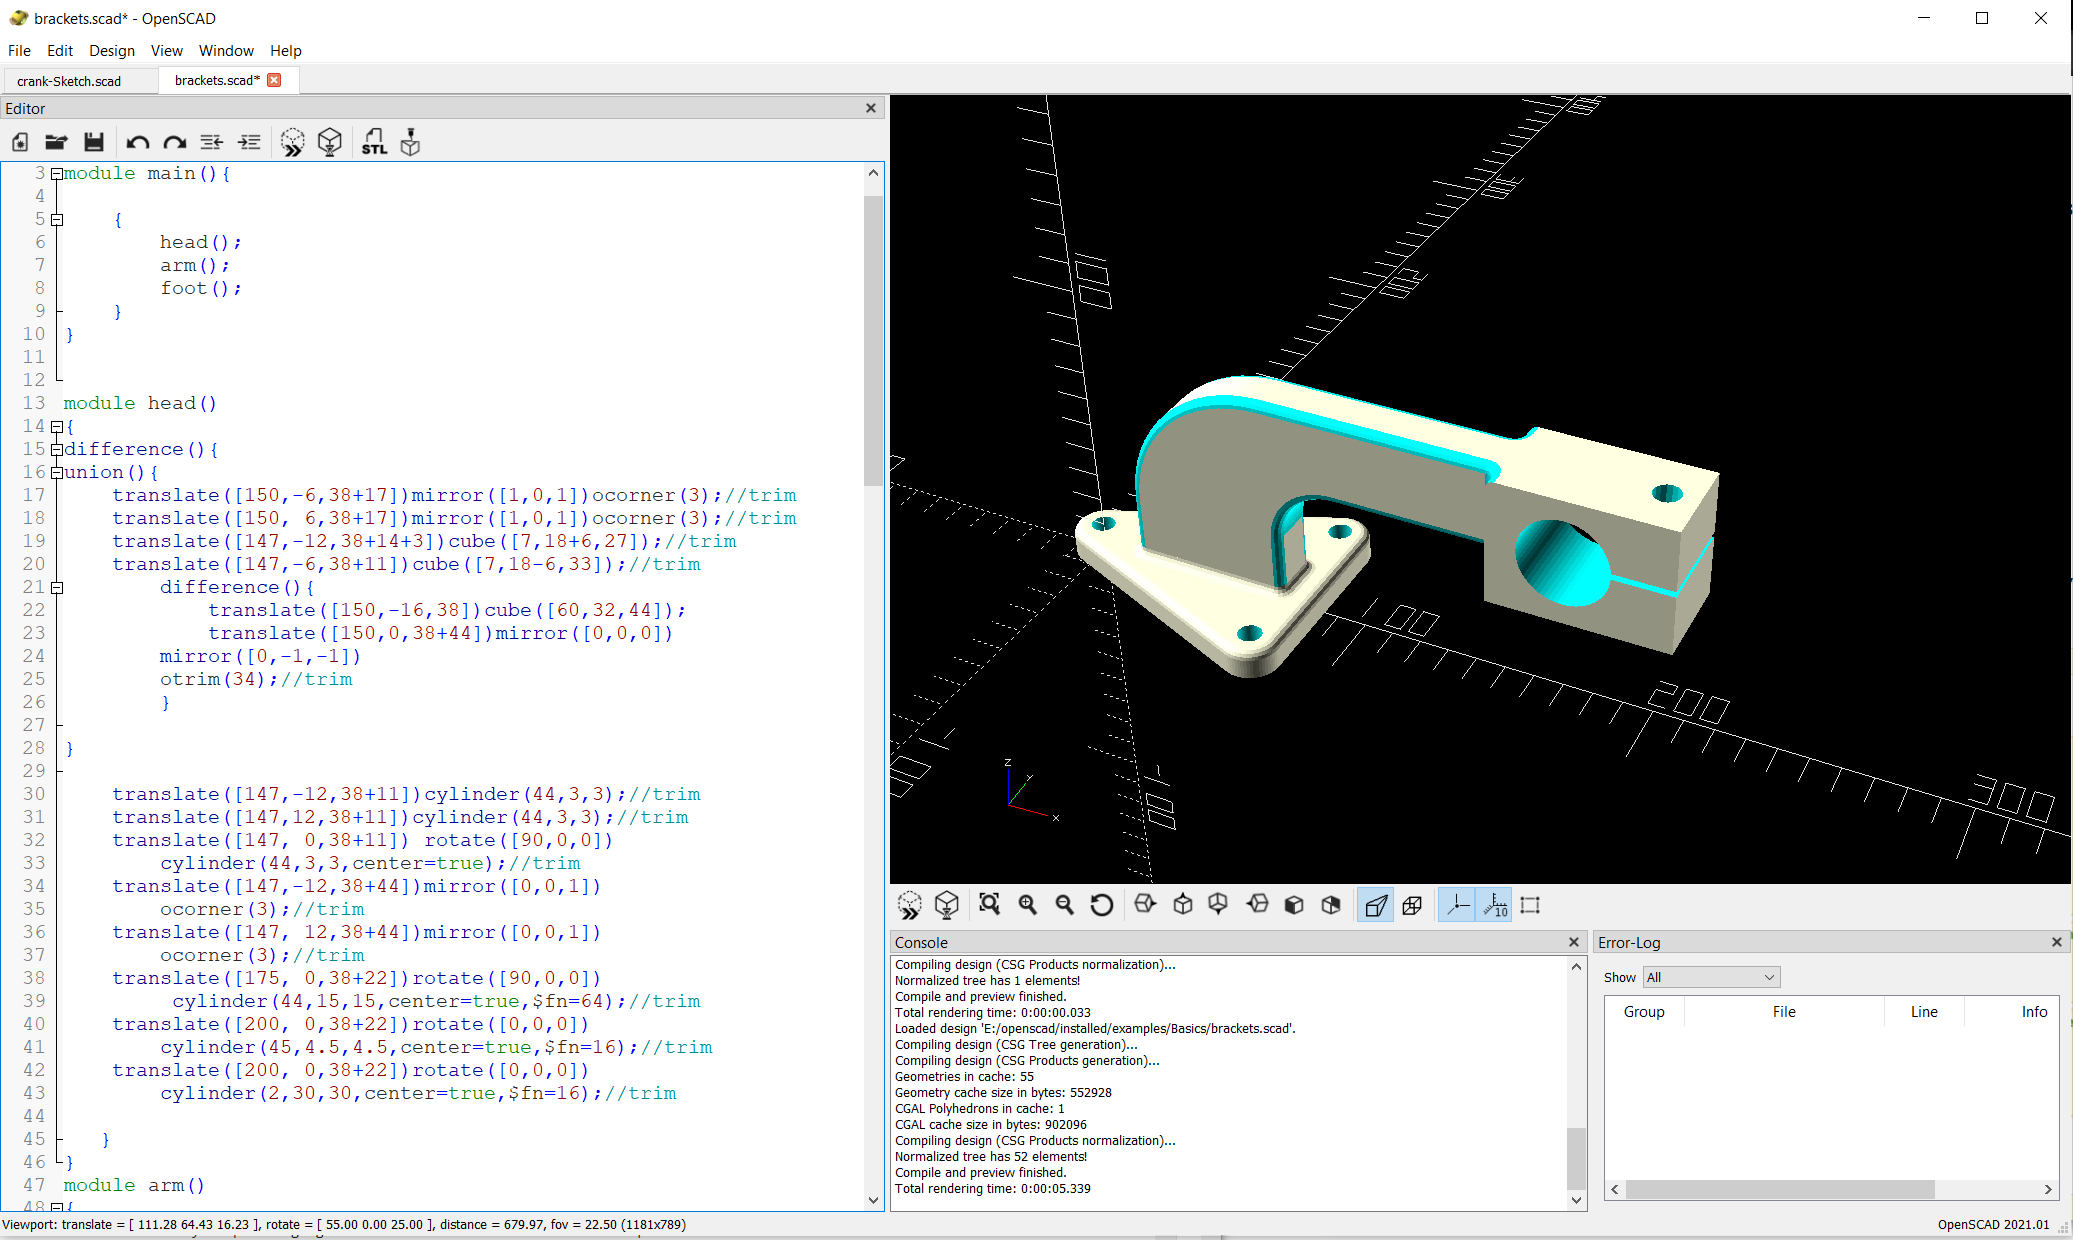 brackets.scad* - OpenSCAD
File Edit Design View Window Help
crank-Sketch.scad brackets.scad*
Editor
STL
3 module main(){
4
5 {
6 head();
7 arm();
8 foot();
9 }
10 }
11
12
13 module head()
14 {
15 difference(){
16 union(){
17 translate([150,-6,38+17])mirror([1,0,1])ocorner(3);//trim
18 translate([150, 6,38+17])mirror([1,0,1])ocorner(3);//trim
19 translate([147,-12,38+14+3])cube([7,18+6,27]);//trim
20 translate([147,-6,38+11])cube([7,18-6,33]);//trim
21 difference(){
22 translate([150,-16,38])cube([60,32,44]);
23 translate([150,0,38+44])mirror([0,0,0])
24 mirror([0,-1,-1])
25 otrim(34);//trim
26 }
27
28 }
29
30 translate([147,-12,38+11])cylinder(44,3,3);//trim
31 translate([147,12,38+11])cylinder(44,3,3);//trim
32 translate([147, 0,38+11]) rotate([90,0,0])
33 cylinder(44,3,3,center=true);//trim
34 translate([147,-12,38+44])mirror([0,0,1])
35 ocorner(3);//trim
36 translate([147, 12,38+44])mirror([0,0,1])
37 ocorner(3);//trim
38 translate([175, 0,38+22])rotate([90,0,0])
39 cylinder(44,15,15,center=true,$fn=64);//trim
40 translate([200, 0,38+22])rotate([0,0,0])
41 cylinder(45,4.5,4.5,center=true,$fn=16);//trim
42 translate([200, 0,38+22])rotate([0,0,0])
43 cylinder(2,30,30,center=true,$fn=16);//trim
44
45 }
46 }
47 module arm()
48 {
200
300
z
y
x
10
Console
Compiling design (CSG Products normalization)...
Normalized tree has 1 elements!
Compile and preview finished.
Total rendering time: 0:00:00.033
Loaded design 'E:/openscad/installed/examples/Basics/brackets.scad'.
Compiling design (CSG Tree generation)...
Compiling design (CSG Products generation)...
Geometries in cache: 55
Geometry cache size in bytes: 552928
CGAL Polyhedrons in cache: 1
CGAL cache size in bytes: 902096
Compiling design (CSG Products normalization)...
Normalized tree has 52 elements!
Compile and preview finished.
Total rendering time: 0:00:05.339
Error-Log
Show All
Group File Line Info
Viewport: translate = [ 111.28 64.43 16.23 ], rotate = [ 55.00 0.00 25.00 ], distance = 679.97, fov = 22.50 (1181x789)
OpenSCAD 2021.01